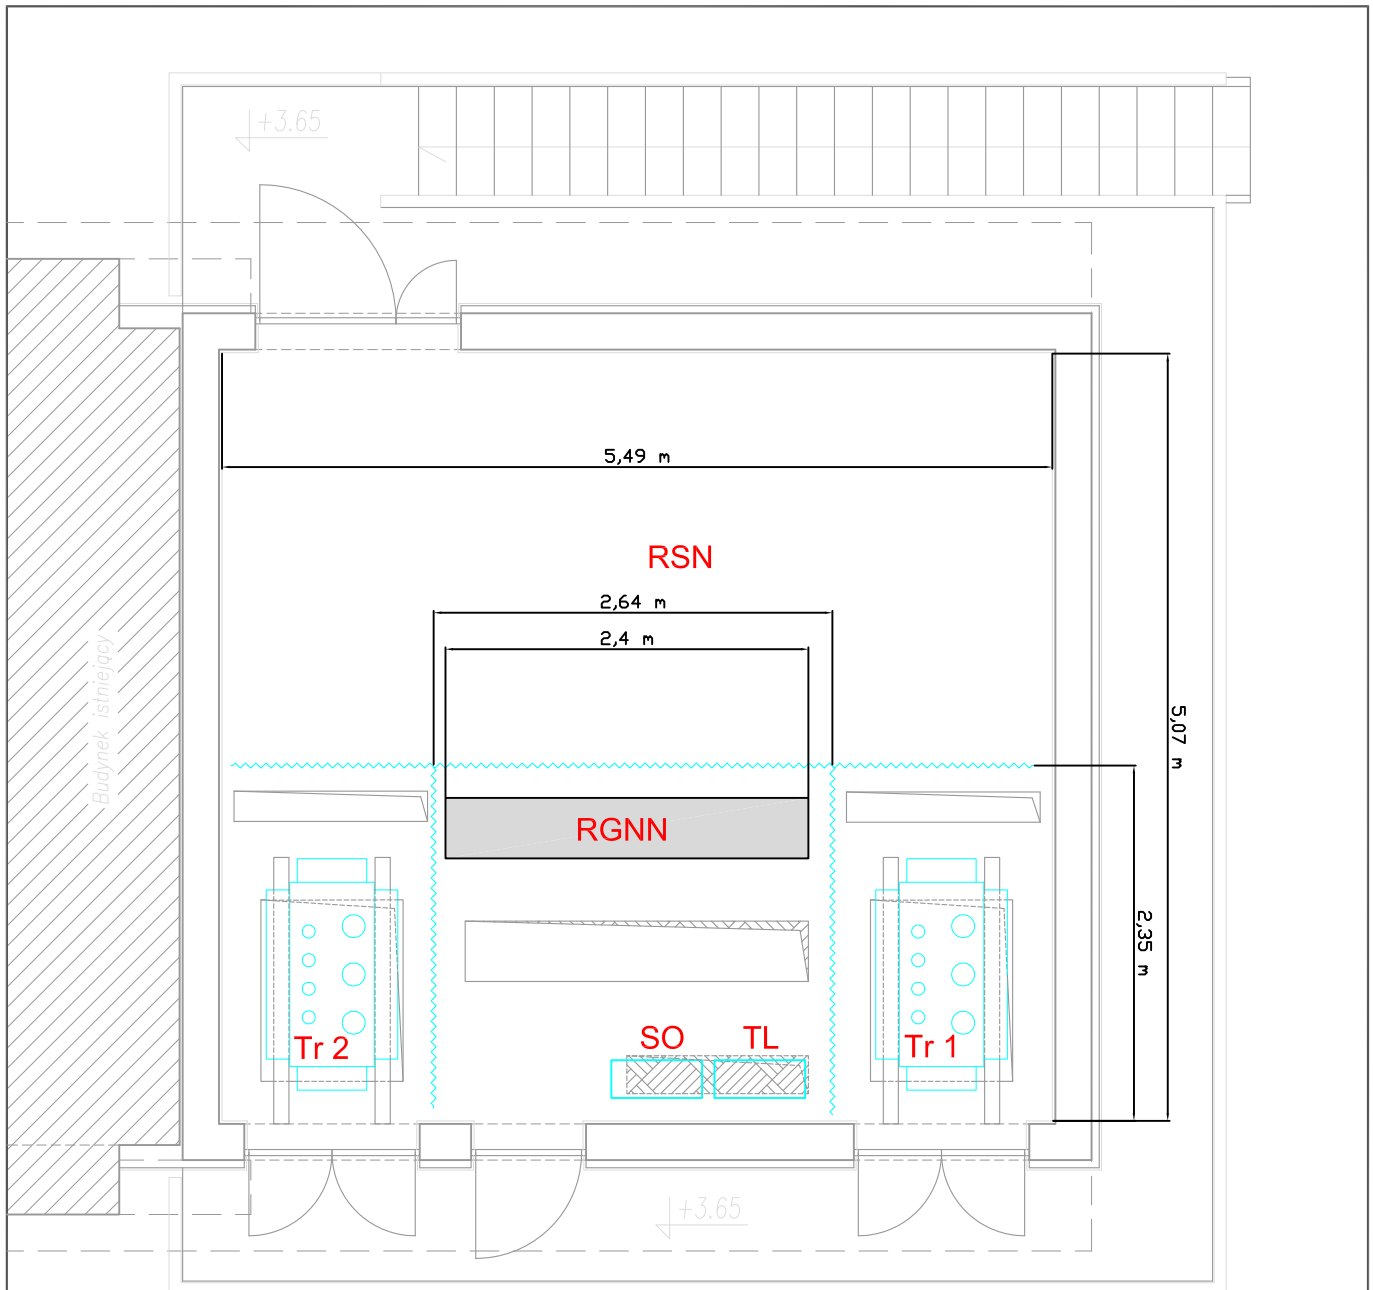 +3.65
5,49 m
RSN
2,64 m
2,4 m
Budynek istniejący
5,07 m
RGNN
2,35 m
SO
TL
Tr 2
Tr 1
+3.65